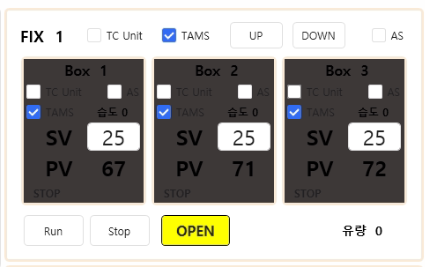 FIX 1 TC Unit TAMS UP DOWN AS
Box 1
TC Unit AS
TAMS 습도 0
SV 25
PV 67
STOP
Box 2
TC Unit AS
TAMS 습도 0
SV 25
PV 71
STOP
Box 3
TC Unit AS
TAMS 습도 0
SV 25
PV 72
STOP
Run Stop OPEN 유량 0